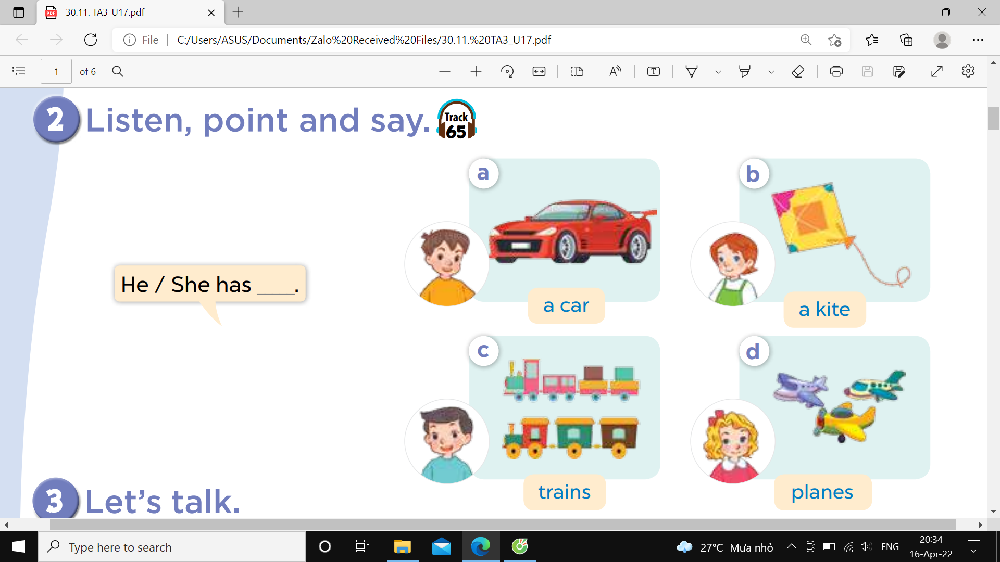 30.11. TA3_U17.pdf
File
C:/Users/ASUS/Documents/Zalo%20Received%20Files/30.11.%20TA3_U17.pdf
1 of 6
2 Listen, point and say. Track 65
He / She has ____.
a
a car
b
a kite
c
trains
d
planes
3 Let's talk.
Type here to search
27°C Mưa nhỏ
ENG
20:34
16-Apr-22